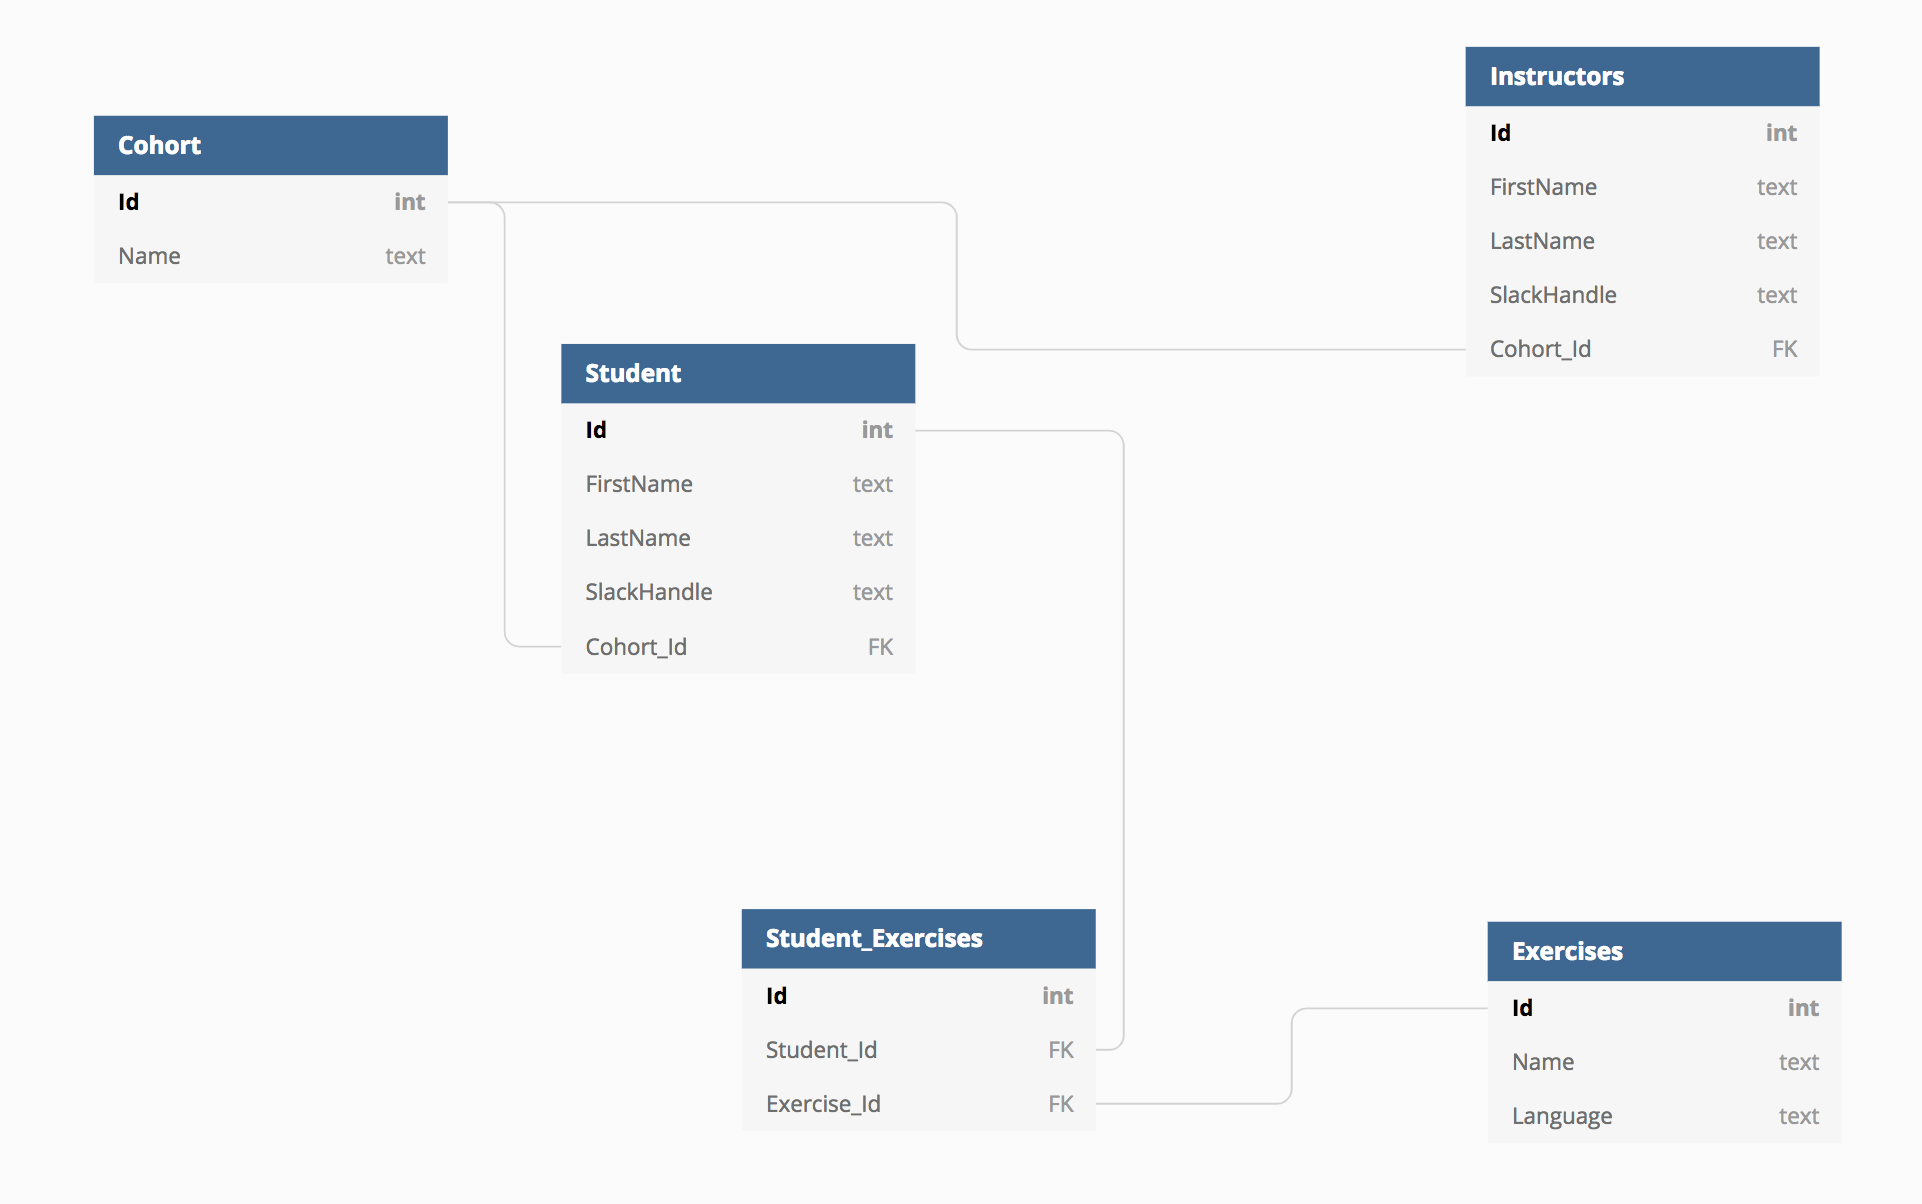 Cohort
Id int
Name text
Instructors
Id int
FirstName text
LastName text
SlackHandle text
Cohort_Id FK
Student
Id int
FirstName text
LastName text
SlackHandle text
Cohort_Id FK
Student_Exercises
Id int
Student_Id FK
Exercise_Id FK
Exercises
Id int
Name text
Language text